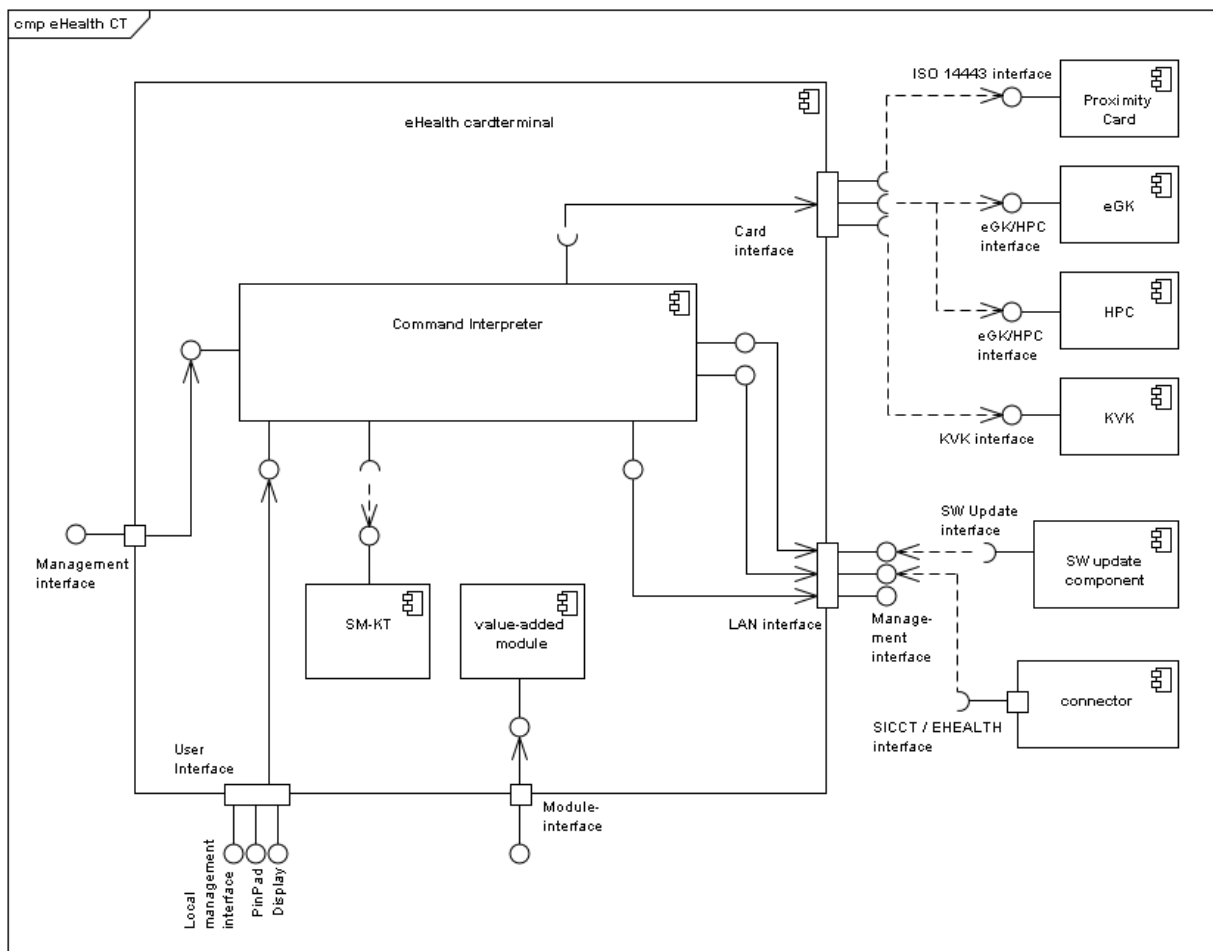 cmp eHealth CT
ISO 14443 interface
Proximity
Card
eHealth cardterminal
eGK
Card
interface
eGK/HPC
interface
HPC
Command Interpreter
eGK/HPC
interface
KVK
KVK interface
SW Update
interface
Management
interface
SW update
component
SM-KT
value-added
module
LAN interface
Manage-
ment
interface
connector
SICCT / EHEALTH
interface
User
Interface
Module-
interface
Local
management
interface
PinPad
Display